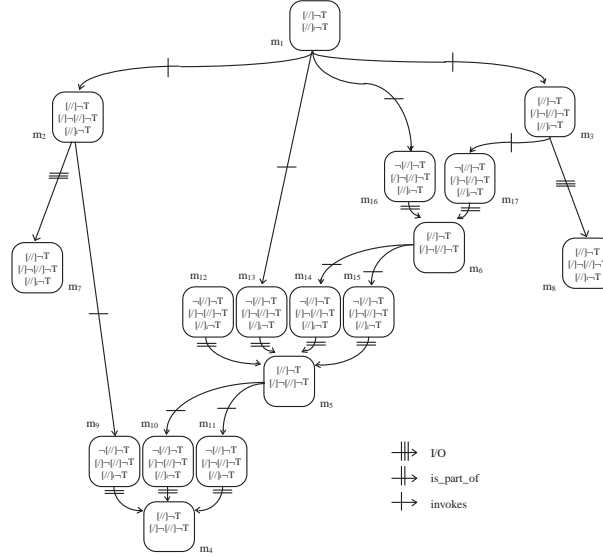 [//]¬T
[//]ᵢ¬T
m₁
[//]¬T
[/]¬[//]¬T
[//]ᵢ¬T
m₂
[//]¬T
[/]¬[//]¬T
[//]ᵢ¬T
m₃
¬[//]¬T
[/]¬[//]¬T
[//]ᵢ¬T
m₁₆
¬[//]¬T
[/]¬[//]¬T
[//]ᵢ¬T
m₁₇
[//]¬T
[/]¬[//]¬T
m₆
[//]¬T
[/]¬[//]¬T
[//]ᵢ¬T
m₇
[//]¬T
[/]¬[//]¬T
[//]ᵢ¬T
m₈
m₁₂
¬[//]¬T
[/]¬[//]¬T
[//]ᵢ¬T
m₁₃
¬[//]¬T
[/]¬[//]¬T
[//]ᵢ¬T
m₁₄
¬[//]¬T
[/]¬[//]¬T
[//]ᵢ¬T
m₁₅
¬[//]¬T
[/]¬[//]¬T
[//]ᵢ¬T
[//]¬T
[/]¬[//]¬T
m₅
m₉
¬[//]¬T
[/]¬[//]¬T
[//]ᵢ¬T
m₁₀
¬[//]¬T
[/]¬[//]¬T
[//]ᵢ¬T
m₁₁
¬[//]¬T
[/]¬[//]¬T
[//]ᵢ¬T
[//]¬T
[/]¬[//]¬T
m₄
I/O
is_part_of
invokes